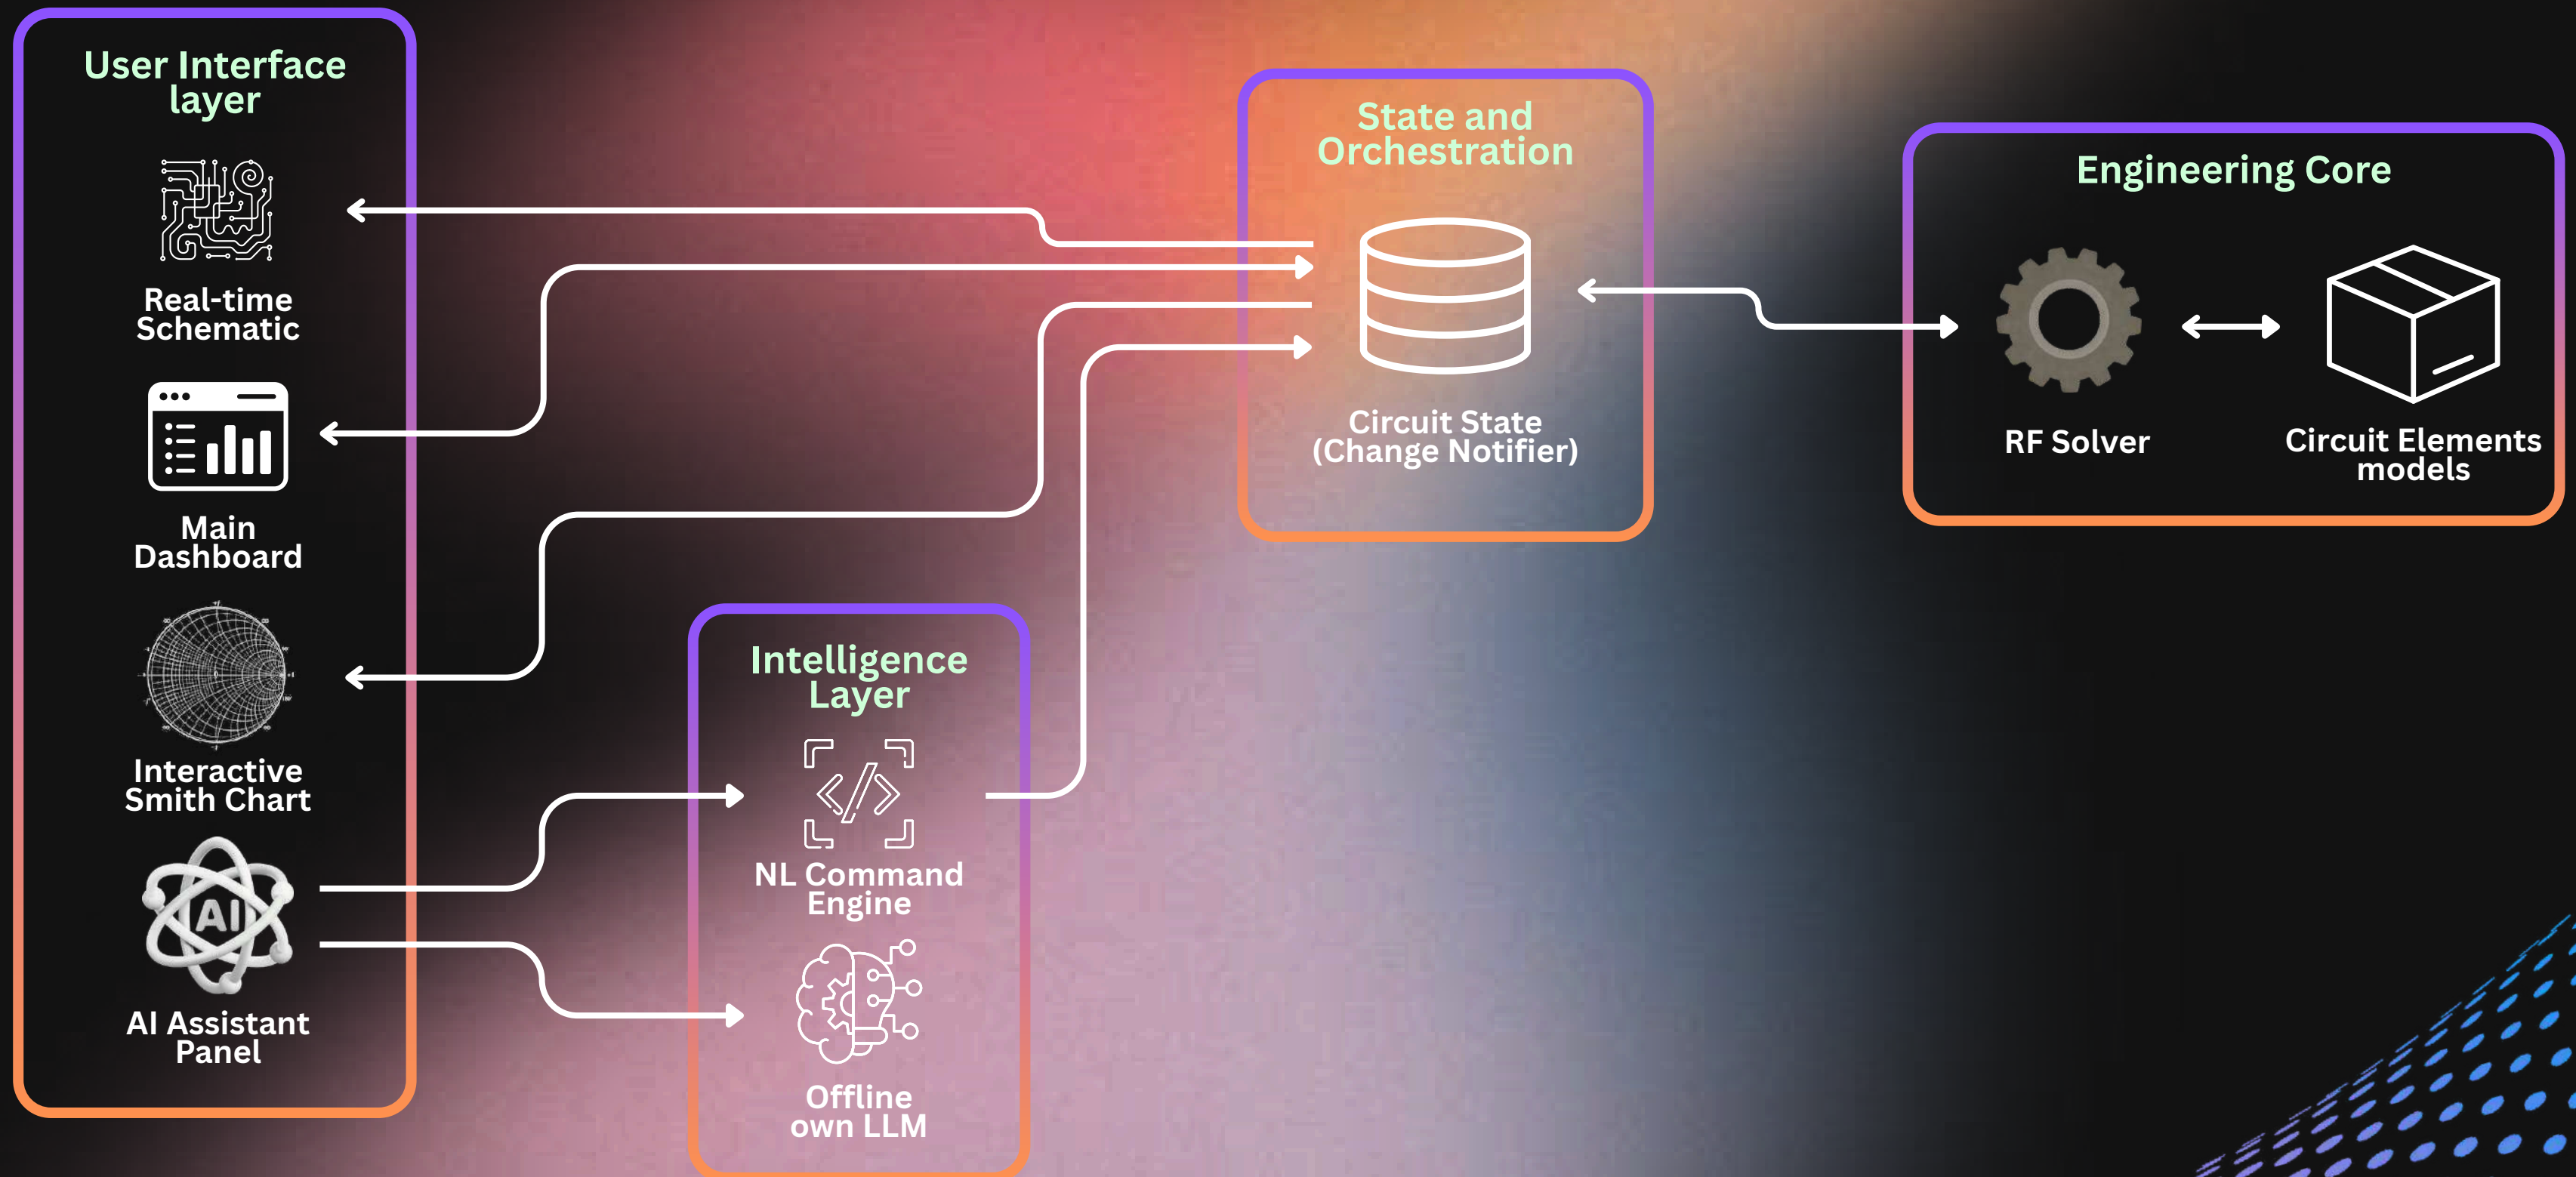 User Interface
layer
Real-time
Schematic
Main
Dashboard
Interactive
Smith Chart
AI
AI Assistant
Panel
Intelligence
Layer
NL Command
Engine
Offline
own LLM
State and
Orchestration
Circuit State
(Change Notifier)
Engineering Core
RF Solver
Circuit Elements
models